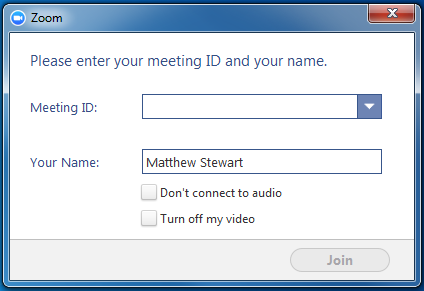 Zoom
Please enter your meeting ID and your name.
Meeting ID:
Your Name: Matthew Stewart
Don't connect to audio
Turn off my video
Join